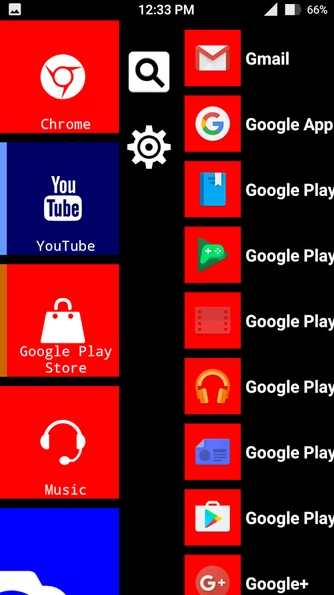 12:33 PM
66%
Chrome
You
Tube
YouTube
Google Play
Store
Music
Gmail
Google App
Google Play
Google Play
Google Play
Google Play
Google Play
Google Play
Google+